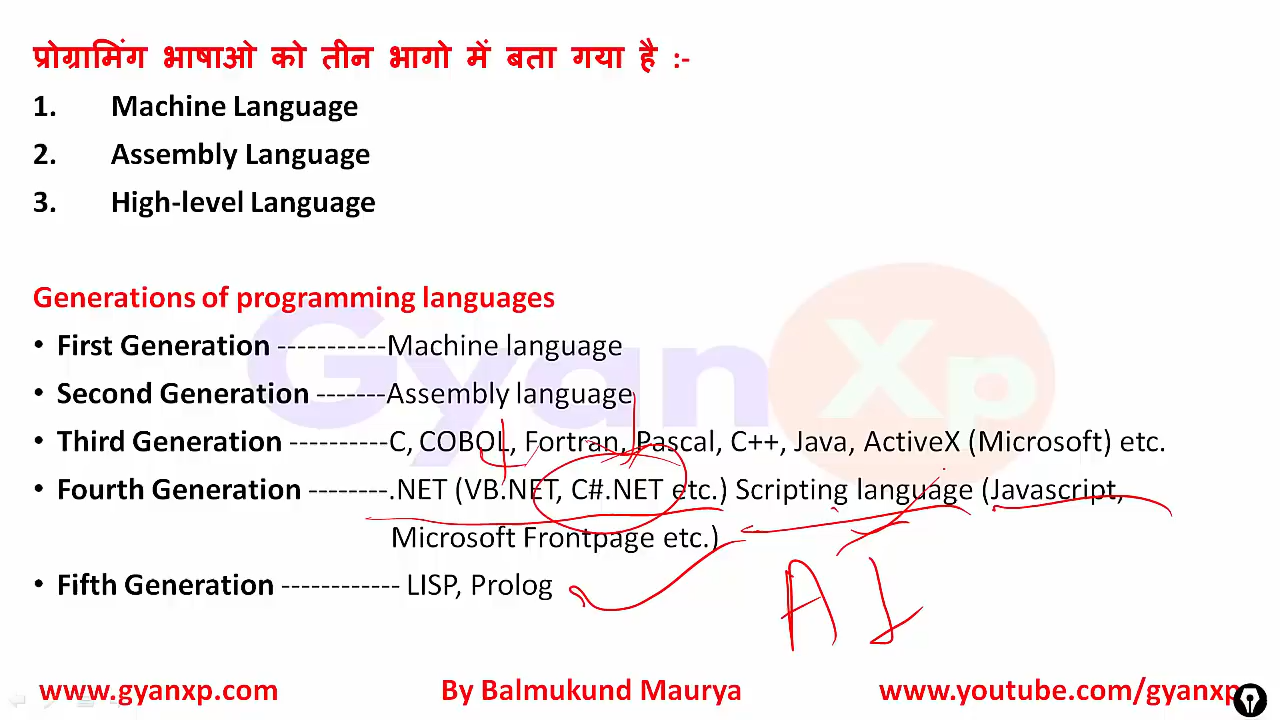 प्रोग्रामिंग भाषाओ को तीन भागो में बता गया है :-
1. Machine Language
2. Assembly Language
3. High-level Language
Generations of programming languages
• First Generation -----------Machine language
• Second Generation -------Assembly language
• Third Generation ----------C, COBOL, Fortran, Pascal, C++, Java, ActiveX (Microsoft) etc.
• Fourth Generation --------.NET (VB.NET, C#.NET etc.) Scripting language (Javascript,
Microsoft Frontpage etc.)
• Fifth Generation ------------ LISP, Prolog
AI
Gyan Xp
www.gyanxp.com By Balmukund Maurya www.youtube.com/gyanxp